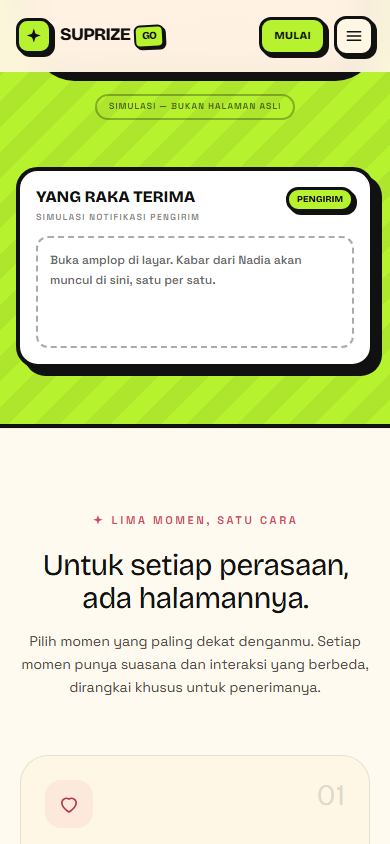 SUPRIZE GO
MULAI
SIMULASI — BUKAN HALAMAN ASLI
YANG RAKA TERIMA
PENGIRIM
SIMULASI NOTIFIKASI PENGIRIM
Buka amplop di layar. Kabar dari Nadia akan
muncul di sini, satu per satu.
LIMA MOMEN, SATU CARA
Untuk setiap perasaan,
ada halamannya.
Pilih momen yang paling dekat denganmu. Setiap
momen punya suasana dan interaksi yang berbeda,
dirangkai khusus untuk penerimanya.
01